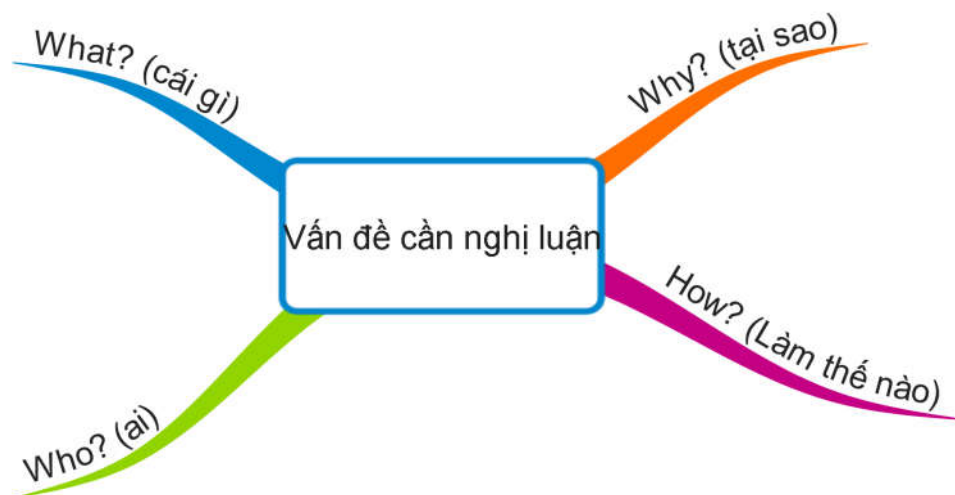 What? (cái gì)
Why? (tại sao)
Vấn đề cần nghị luận
How? (Làm thế nào)
Who? (ai)